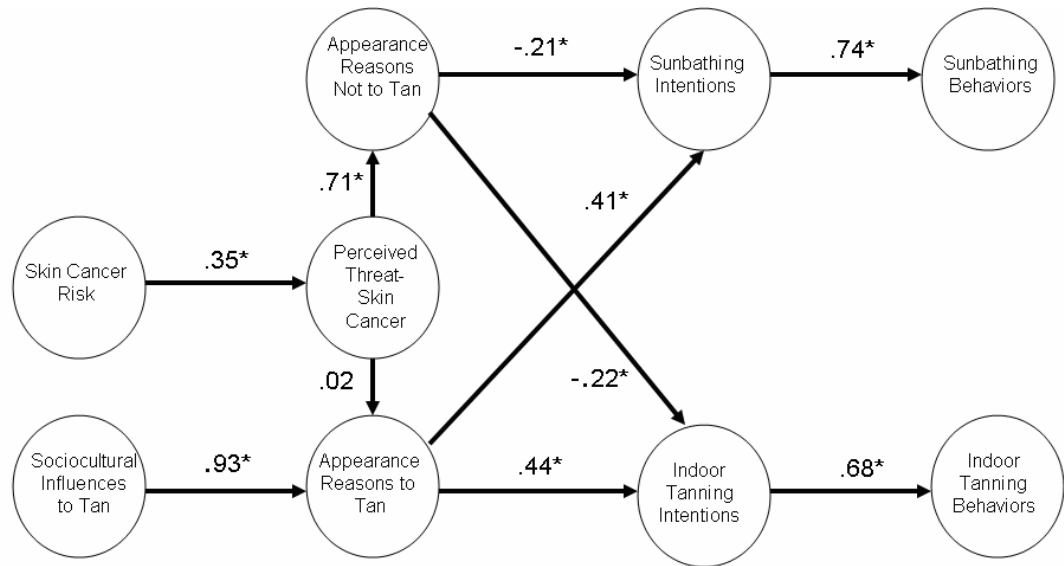 Appearance
Reasons
Not to Tan
-.21*
Sunbathing
Intentions
.74*
Sunbathing
Behaviors
.71*
.41*
Skin Cancer
Risk
.35*
Perceived
Threat-
Skin
Cancer
.02
-.22*
Sociocultural
Influences
to Tan
.93*
Appearance
Reasons to
Tan
.44*
Indoor
Tanning
Intentions
.68*
Indoor
Tanning
Behaviors